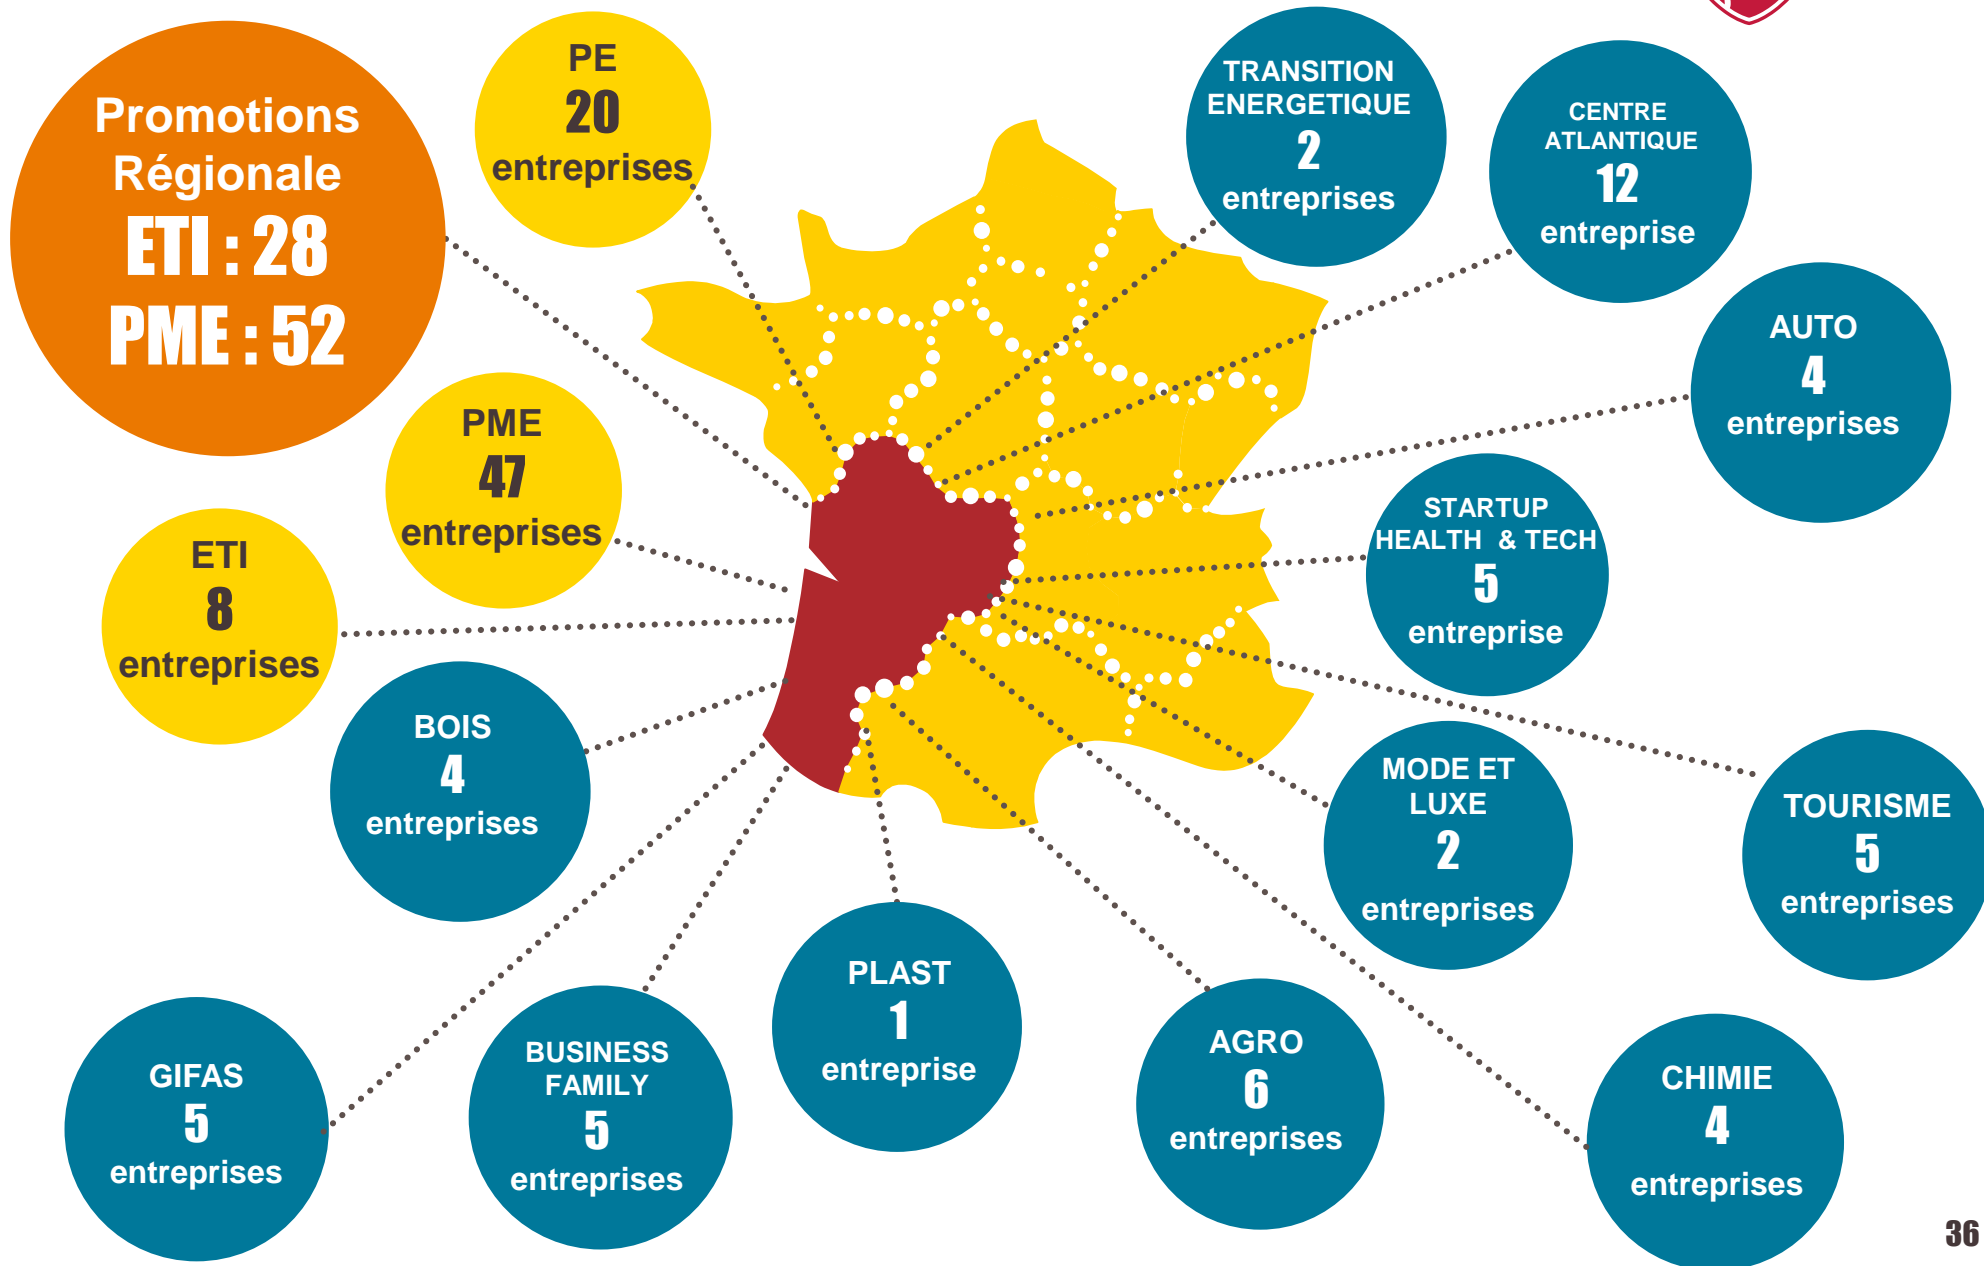 Promotions
Régionale
ETI : 28
PME : 52
PE
20
entreprises
TRANSITION
ENERGETIQUE
2
entreprises
CENTRE
ATLANTIQUE
12
entreprise
AUTO
4
entreprises
PME
47
entreprises
STARTUP
HEALTH & TECH
5
entreprise
ETI
8
entreprises
BOIS
4
entreprises
MODE ET
LUXE
2
entreprises
TOURISME
5
entreprises
PLAST
1
entreprise
AGRO
6
entreprises
BUSINESS
FAMILY
5
entreprises
GIFAS
5
entreprises
CHIMIE
4
entreprises
36